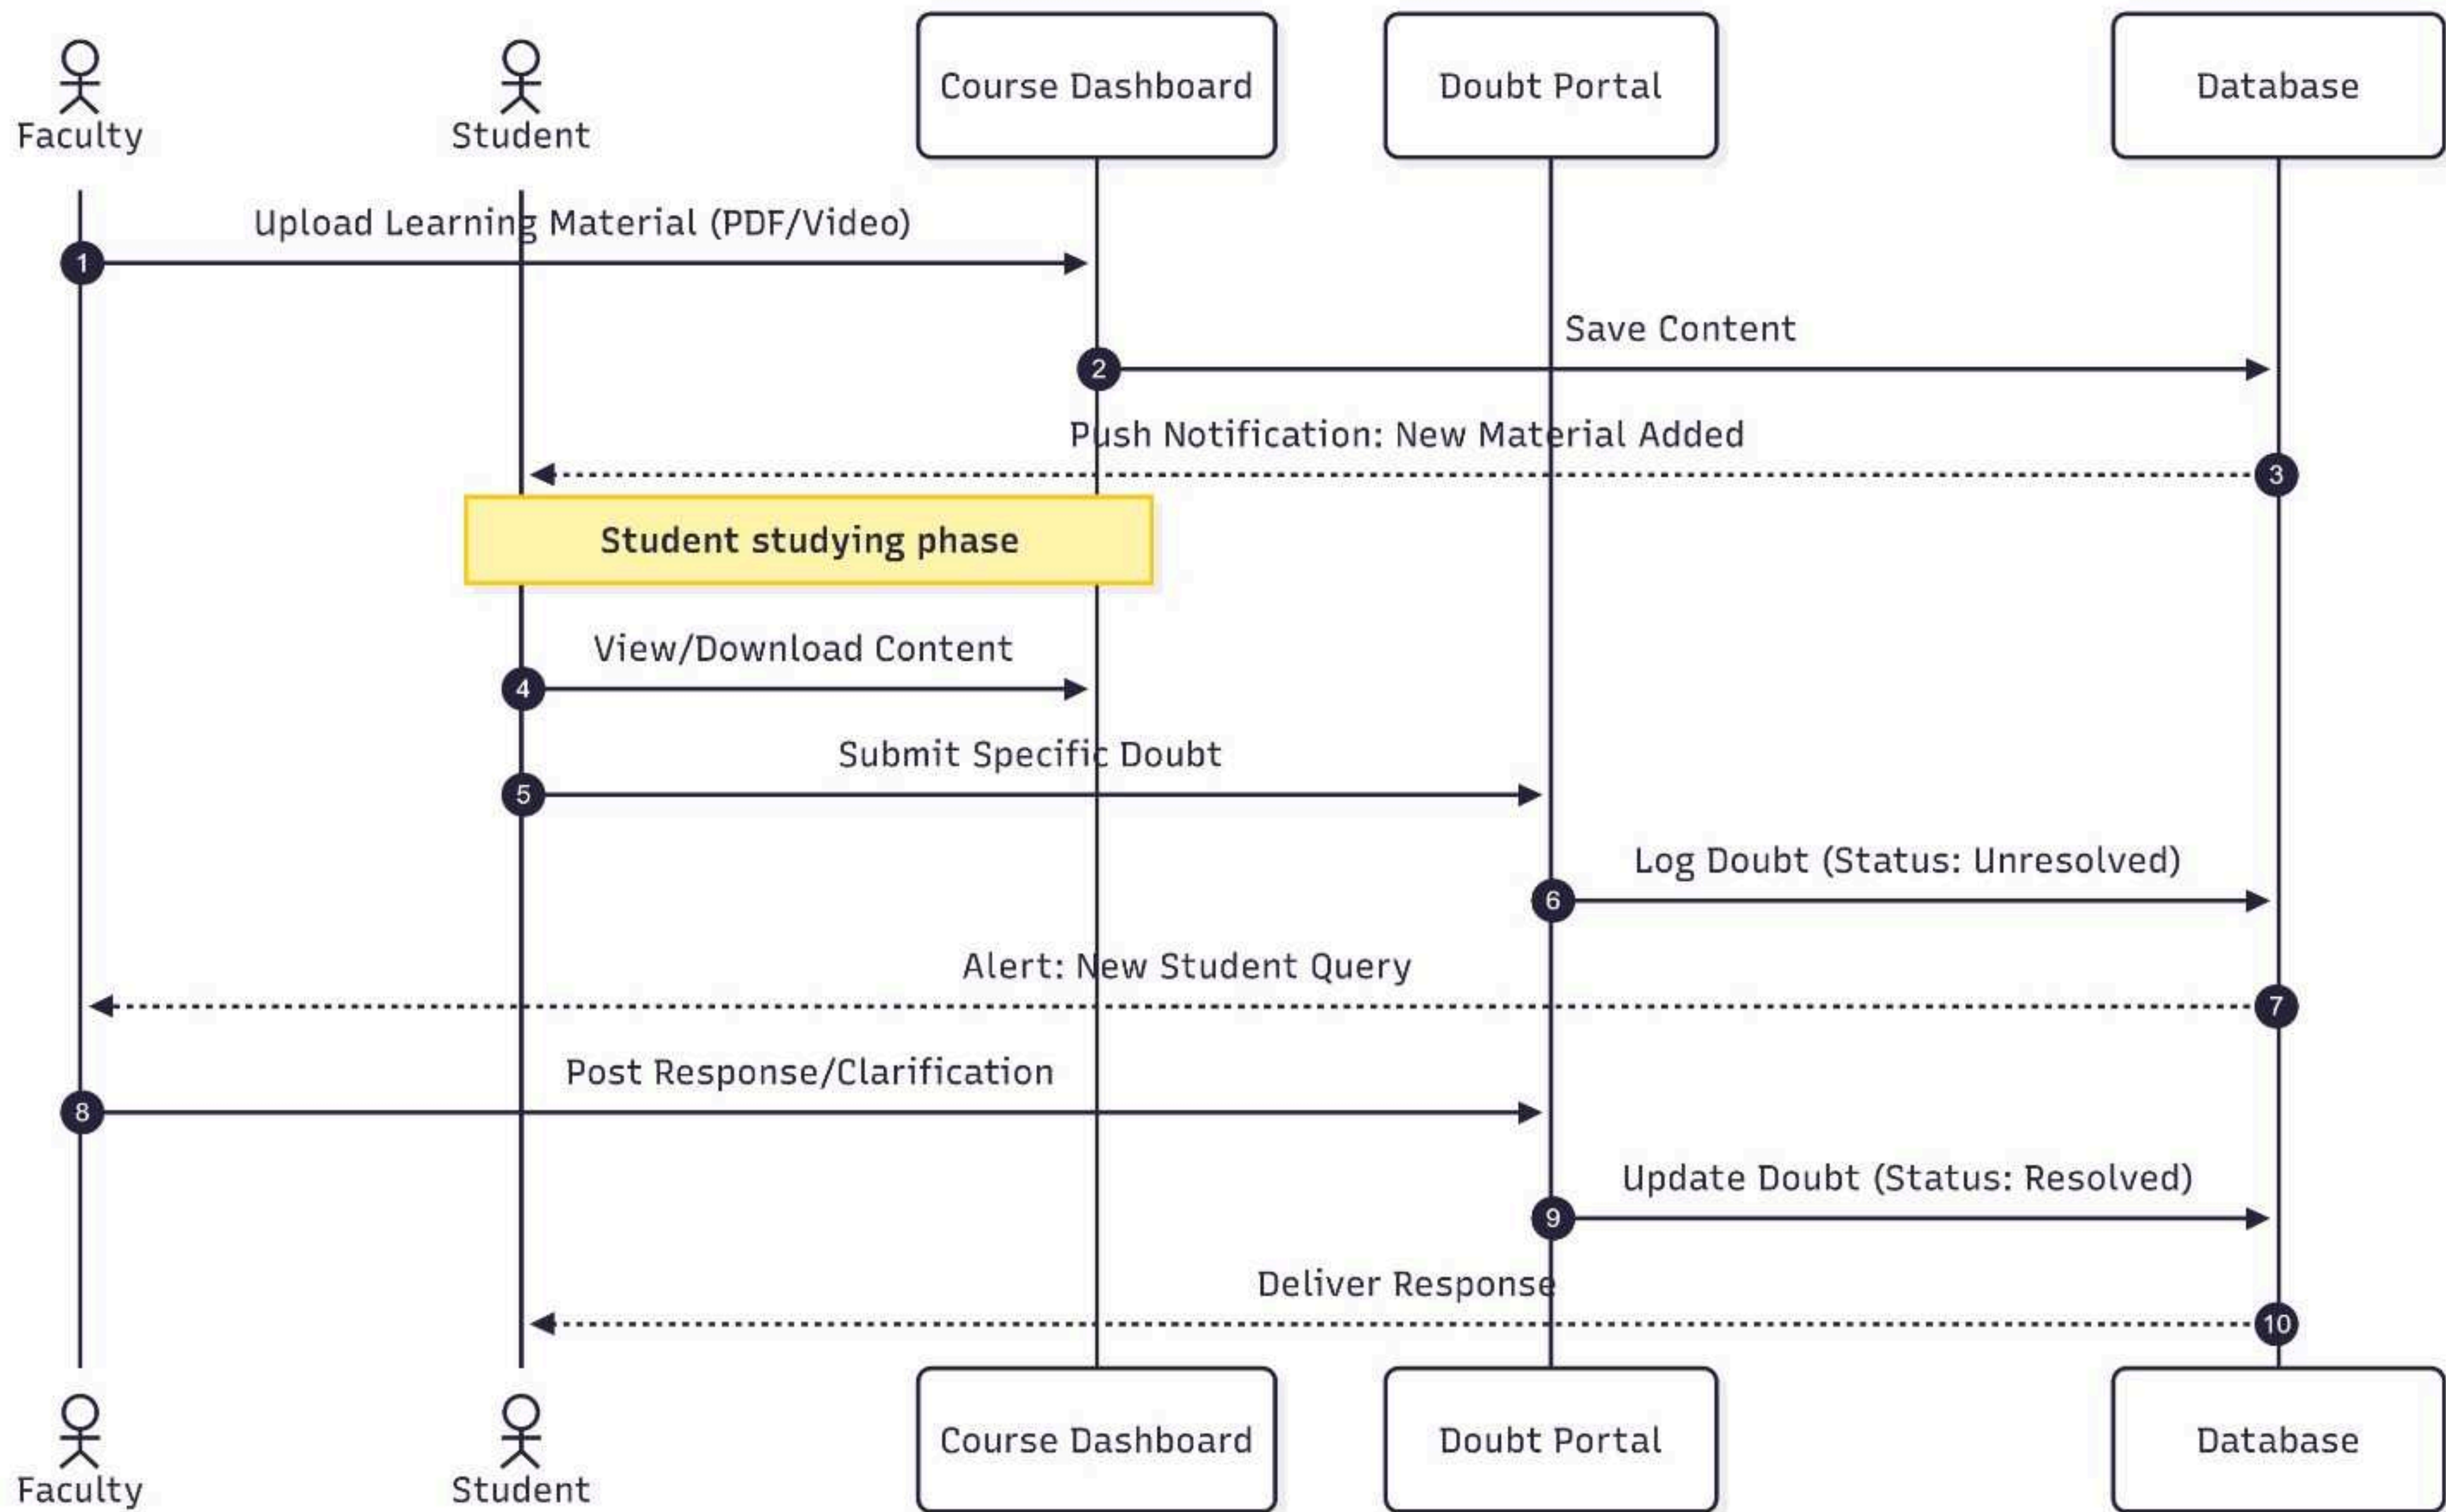 Faculty
Student
Course Dashboard
Doubt Portal
Database
Upload Learning Material (PDF/Video)
1
Save Content
2
Push Notification: New Material Added
3
Student studying phase
View/Download Content
4
Submit Specific Doubt
5
Log Doubt (Status: Unresolved)
6
Alert: New Student Query
7
Post Response/Clarification
8
Update Doubt (Status: Resolved)
9
Deliver Response
10
Faculty
Student
Course Dashboard
Doubt Portal
Database